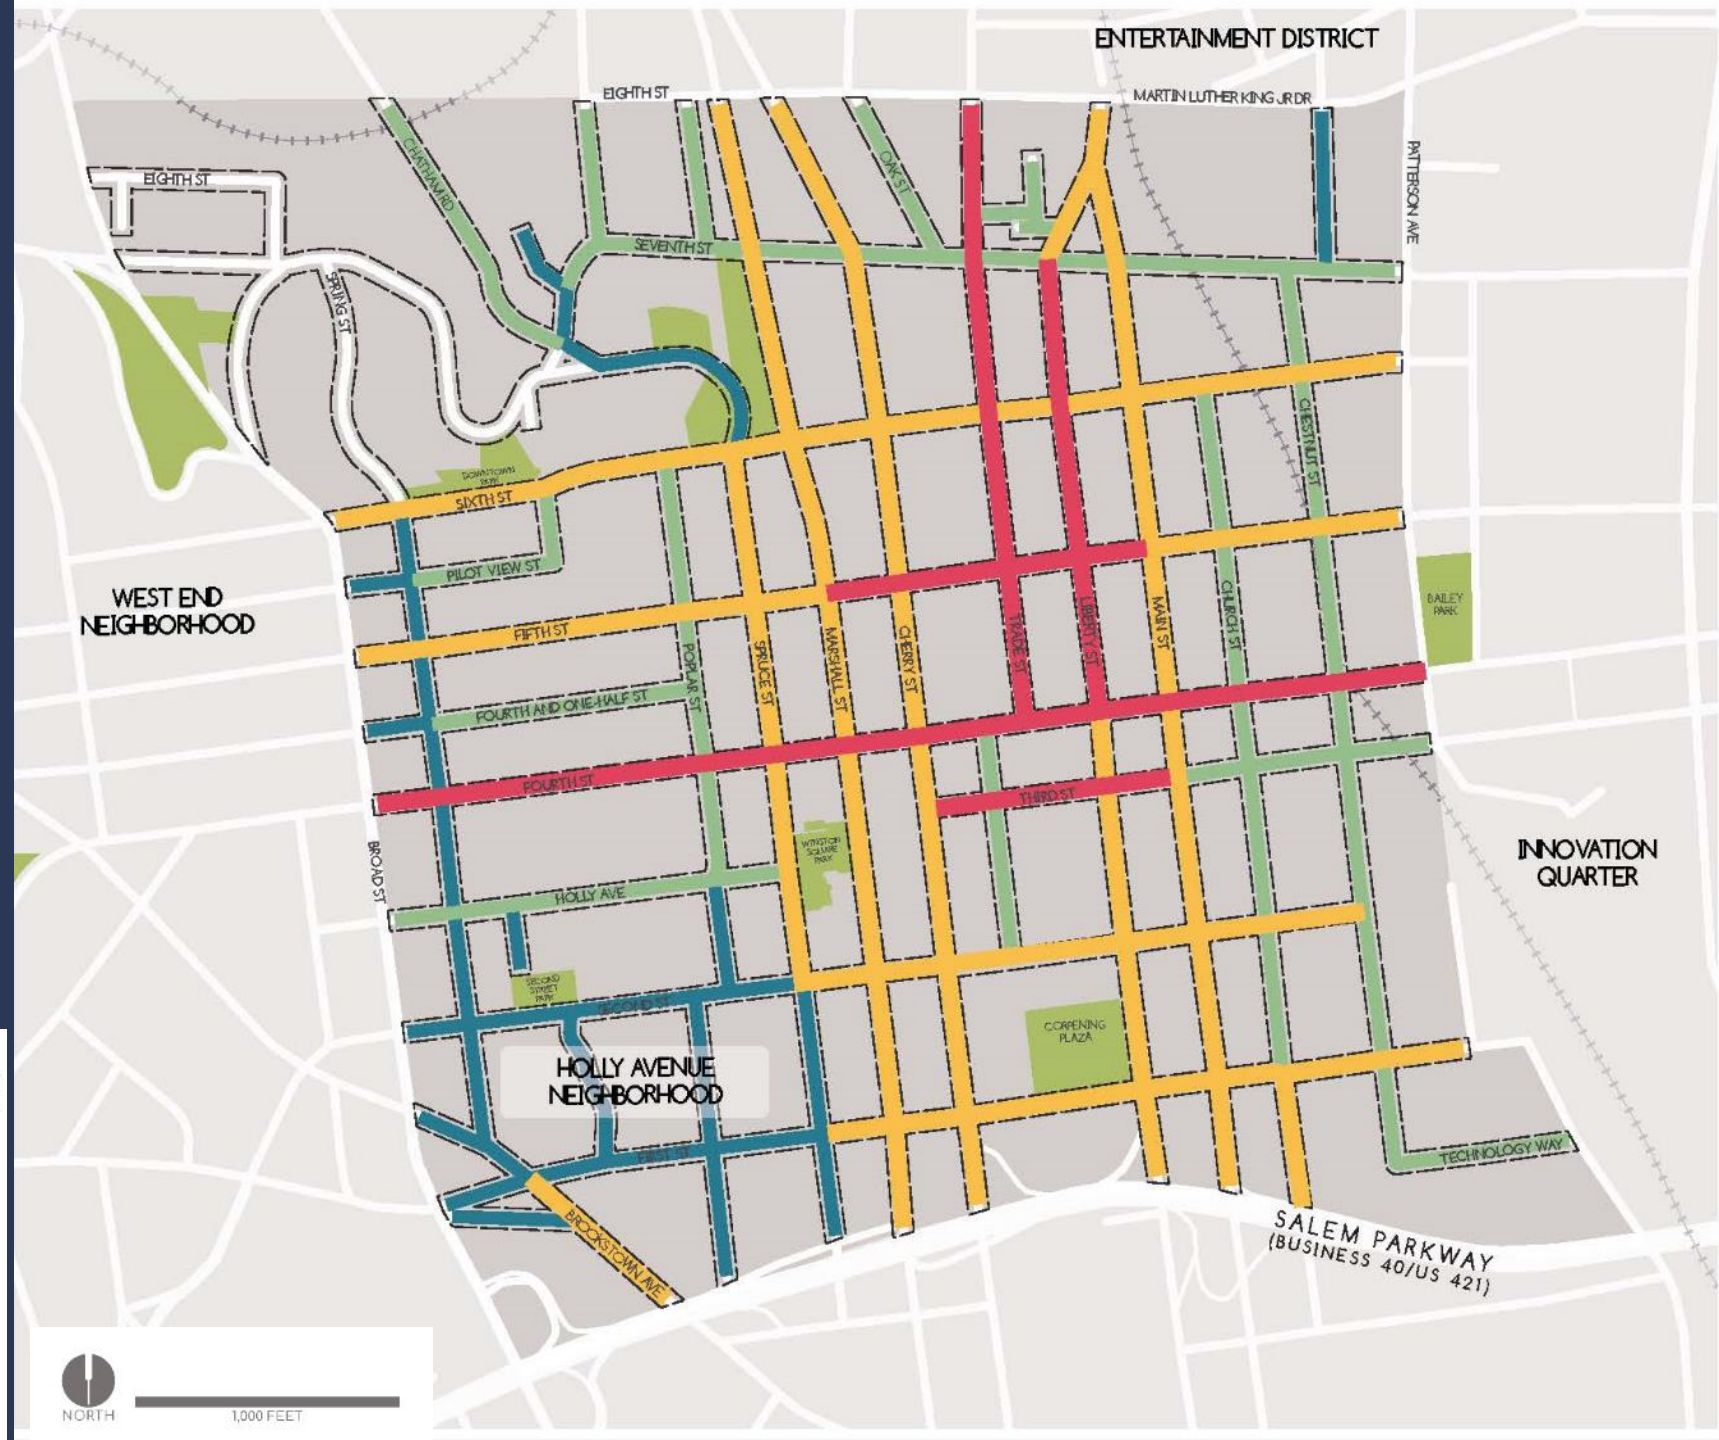 ENTERTAINMENT DISTRICT
EIGHTH ST
MARTIN LUTHER KING JR DR
CHATHAM RD
OAK ST
PATTERSON AVE
EIGHTH ST
SEVENTH ST
SPRING ST
CHESTNUT ST
DOWNTOWN
PARK
SIXTH ST
PILOT VIEW ST
WEST END
NEIGHBORHOOD
BAILEY
PARK
FIFTH ST
POPLAR ST
SPRUCE ST
MARSHALL ST
CHERRY ST
TRADE ST
LIBERTY ST
MAIN ST
CHURCH ST
FOURTH AND ONE-HALF ST
FOURTH ST
THIRD ST
BROAD ST
WINSTON
SQUARE
PARK
INNOVATION
QUARTER
HOLLY AVE
SECOND
STREET
PARK
SECOND ST
CORPENING
PLAZA
HOLLY AVENUE
NEIGHBORHOOD
FIRST ST
TECHNOLOGY WAY
BROOKSTOWN AVE
SALEM PARKWAY
(BUSINESS 40/US 421)
NORTH
1,000 FEET